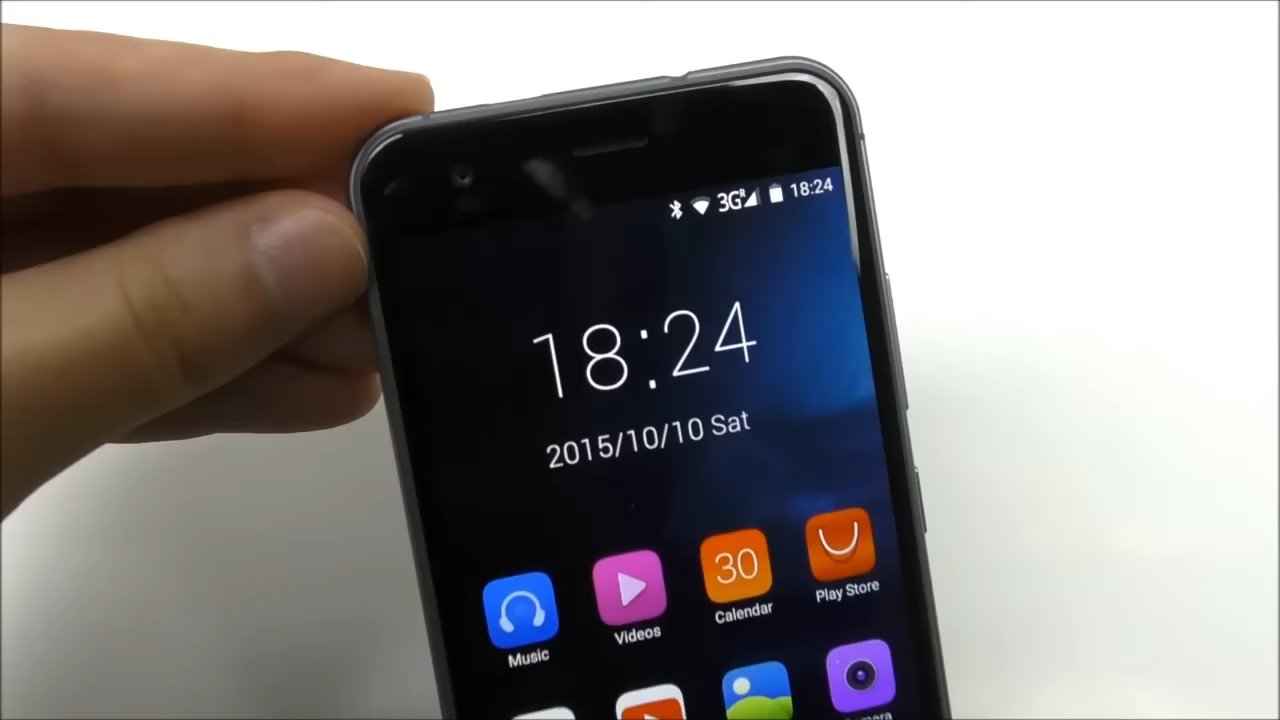 3G R 18:24
18:24
2015/10/10 Sat
30
Music Videos Calendar Play Store